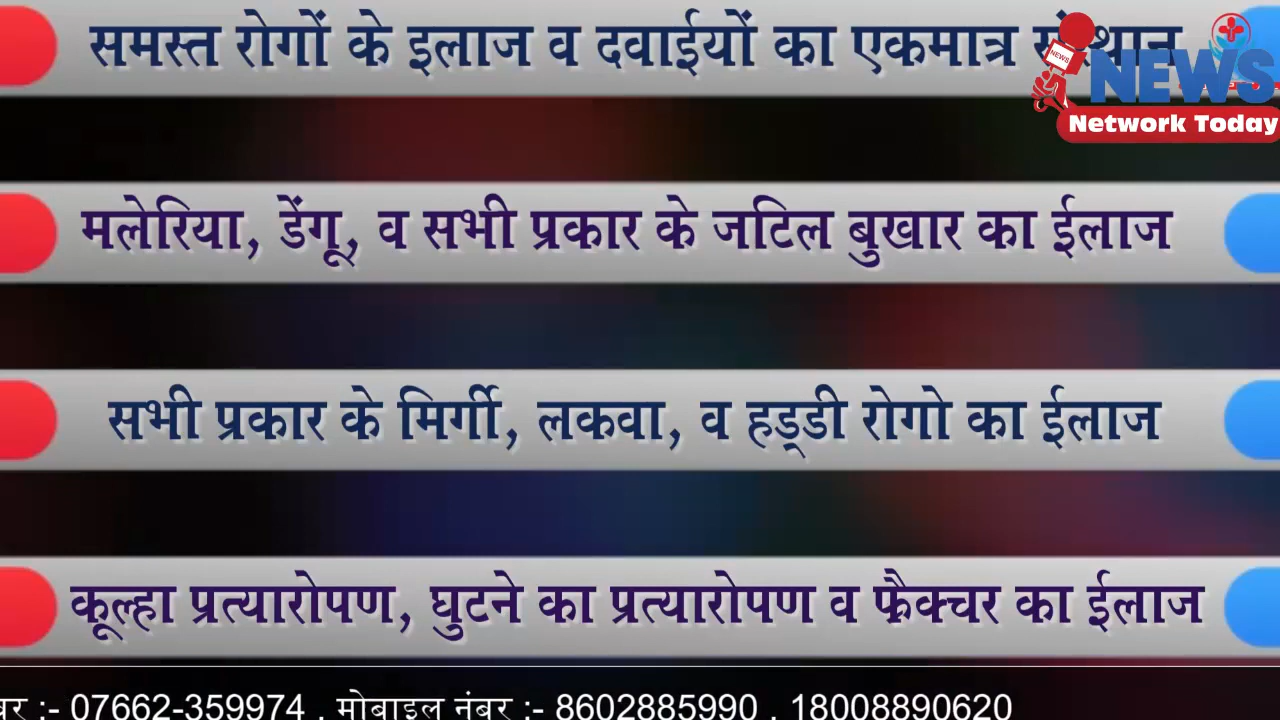 समस्त रोगों के इलाज व दवाईयों का एकमात्र संस्थान
NEWS
NEWS
Network Today
मलेरिया, डेंगू, व सभी प्रकार के जटिल बुखार का ईलाज
सभी प्रकार के मिर्गी, लकवा, व हड्डी रोगो का ईलाज
कूल्हा प्रत्यारोपण, घुटने का प्रत्यारोपण व फ्रैक्चर का ईलाज
:- 07662-359974 , मोबाइल नंबर :- 8602885990 , 18008890620